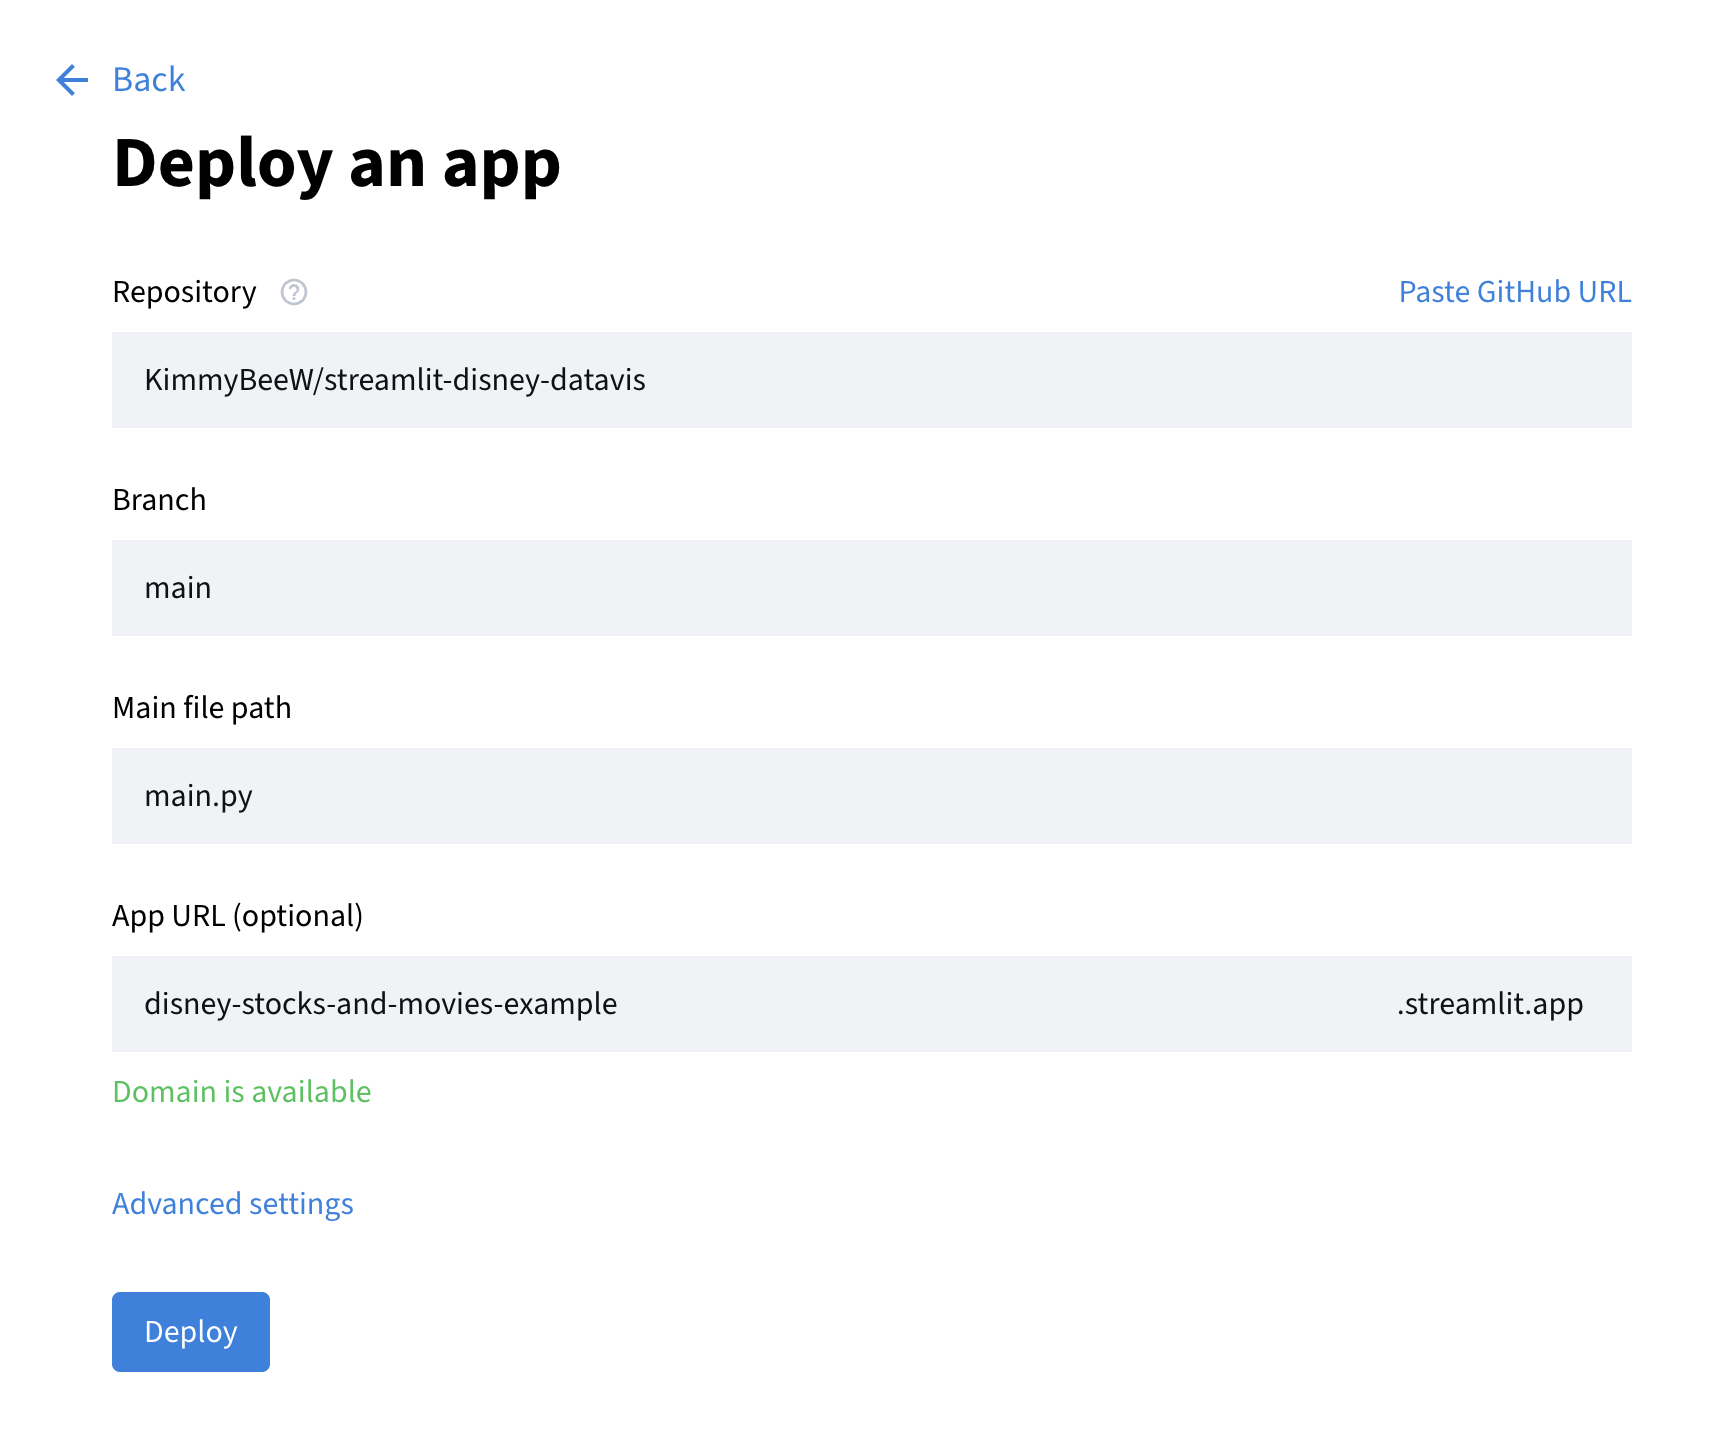 Back
Deploy an app
Repository
Paste GitHub URL
KimmyBeeW/streamlit-disney-datavis
Branch
main
Main file path
main.py
App URL (optional)
disney-stocks-and-movies-example .streamlit.app
Domain is available
Advanced settings
Deploy